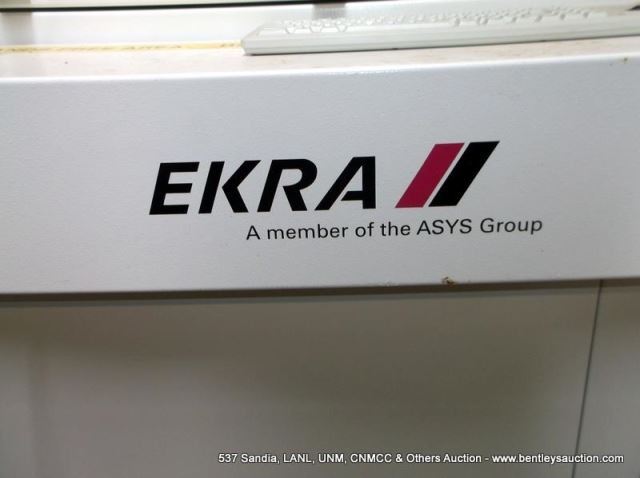 EKRA
A member of the ASYS Group
537 Sandia, LANL, UNM, CNMCC & Others Auction - www.bentleysauction.com